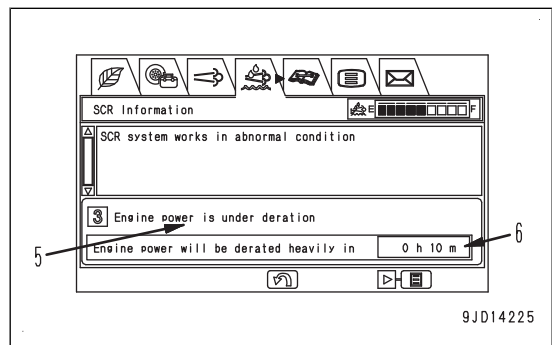 SCR Information
E F
SCR system works in abnormal condition
3 Engine power is under deration
Engine power will be derated heavily in 0 h 10 m
5
6
9JD14225